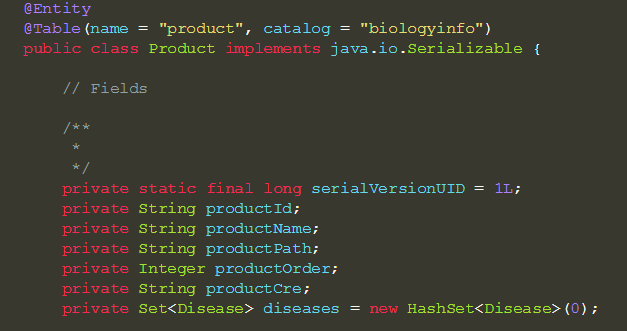 @Entity
@Table(name = "product", catalog = "biologyinfo")
public class Product implements java.io.Serializable {
// Fields
/**
*
*/
private static final long serialVersionUID = 1L;
private String productId;
private String productName;
private String productPath;
private Integer productOrder;
private String productCre;
private Set<Disease> diseases = new HashSet<Disease>(0);